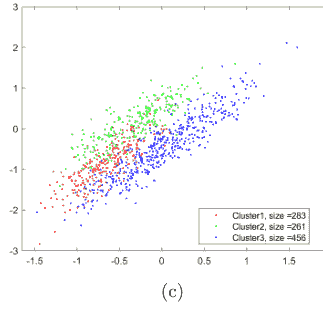 3
2
1
0
-1
-2
-3
-1.5 -1 -0.5 0 0.5 1 1.5
Cluster1, size =283
Cluster2, size =261
Cluster3, size =456
(c)